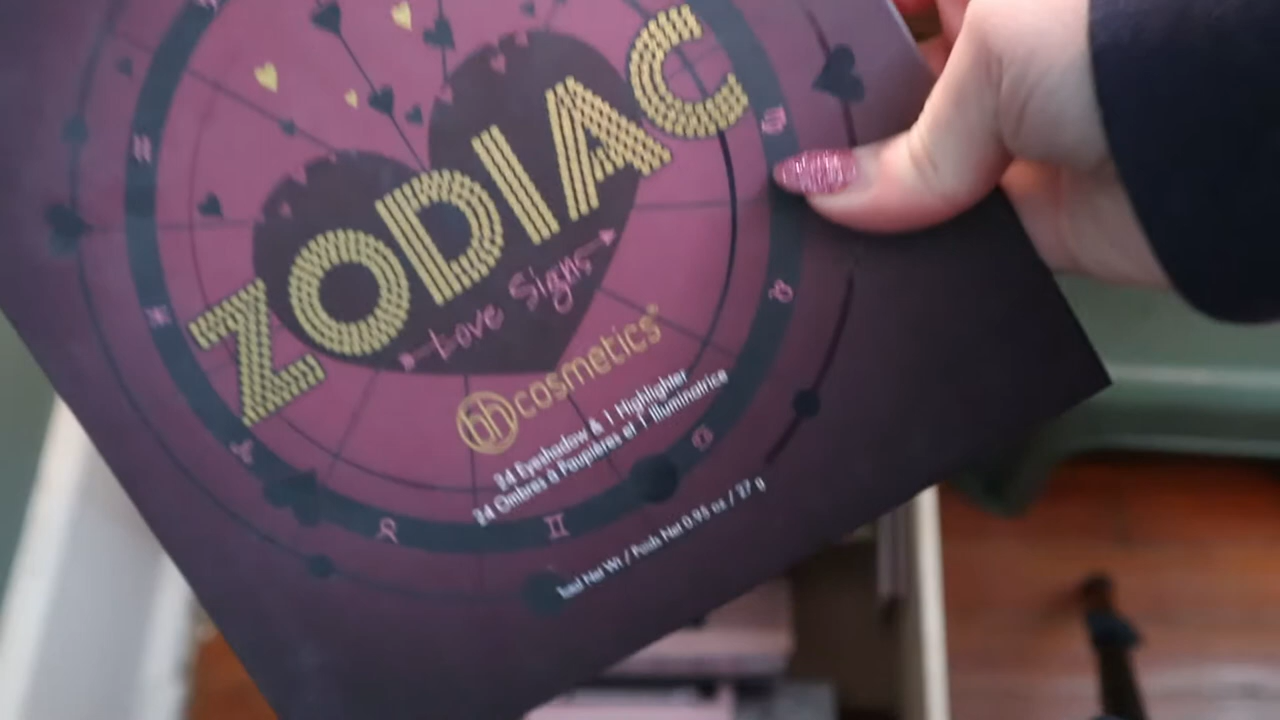 ZODIAC
Love Signs
bh cosmetics®
24 Eyeshadow & 1 Highlighter
24 Ombres à Paupières et 1 Illuminatrice
Net Wt / Poids Net 0.95 oz / 27 g